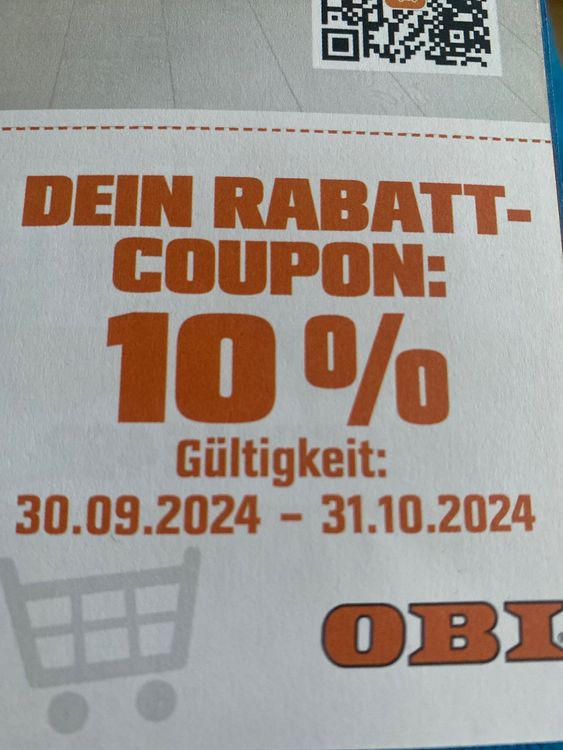 DEIN RABATT-
COUPON:
10 %
Gültigkeit:
30.09.2024 – 31.10.2024
OBI